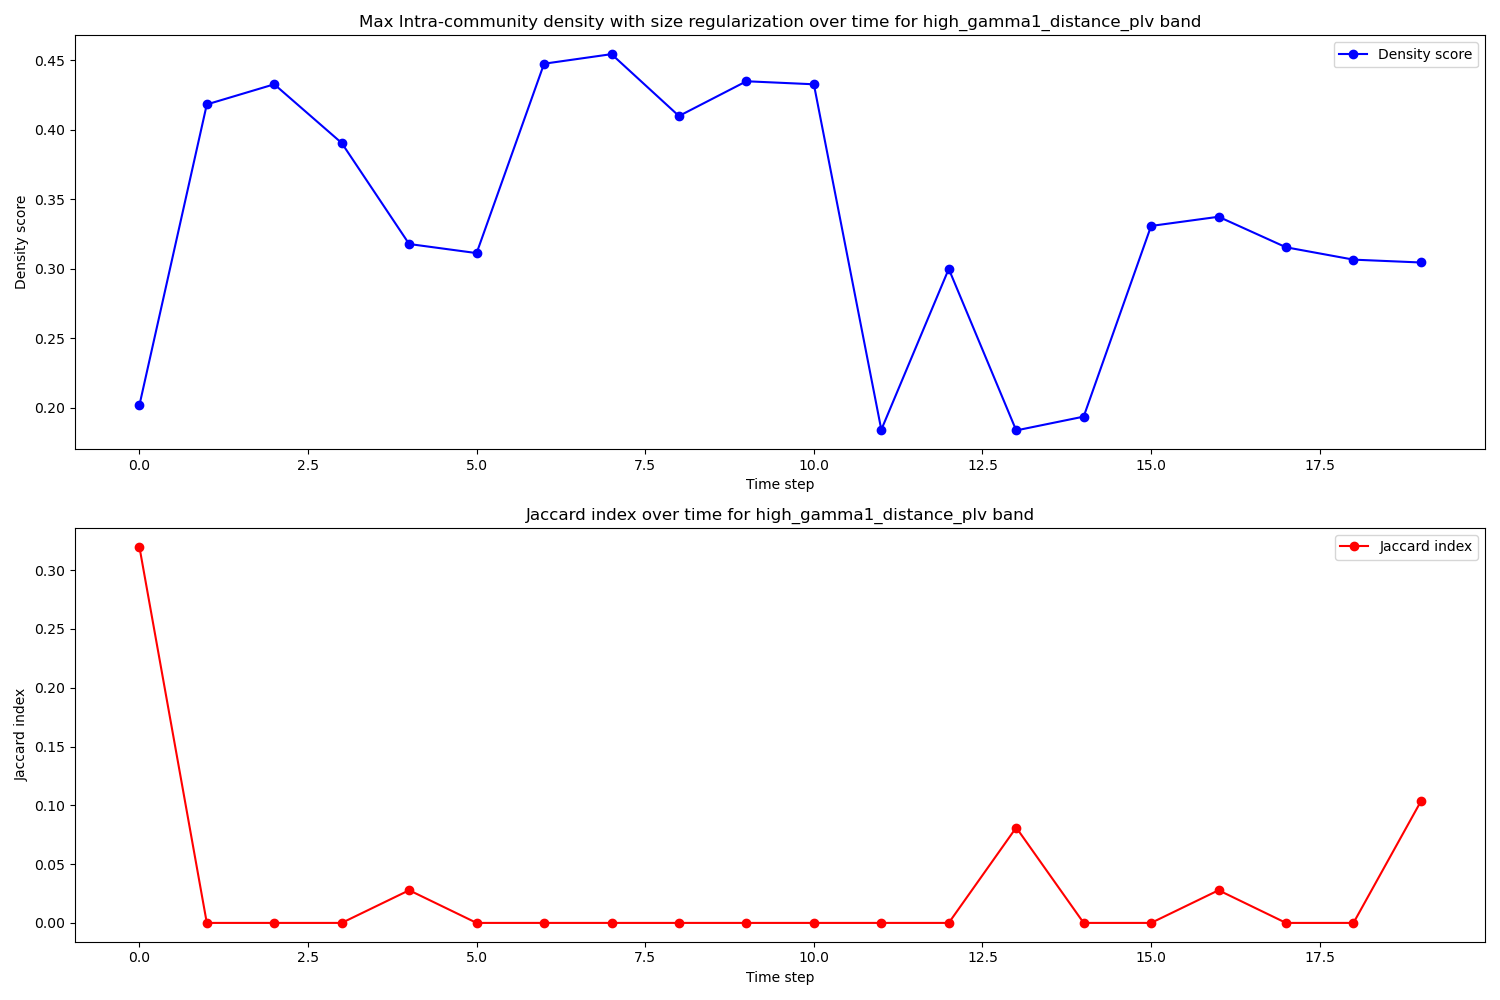 Max Intra-community density with size regularization over time for high_gamma1_distance_plv band
Density score
0.45
0.40
0.35
0.30
0.25
0.20
Density score
0.0 2.5 5.0 7.5 10.0 12.5 15.0 17.5
Time step
Jaccard index over time for high_gamma1_distance_plv band
Jaccard index
0.30
0.25
0.20
0.15
0.10
0.05
0.00
Jaccard index
0.0 2.5 5.0 7.5 10.0 12.5 15.0 17.5
Time step